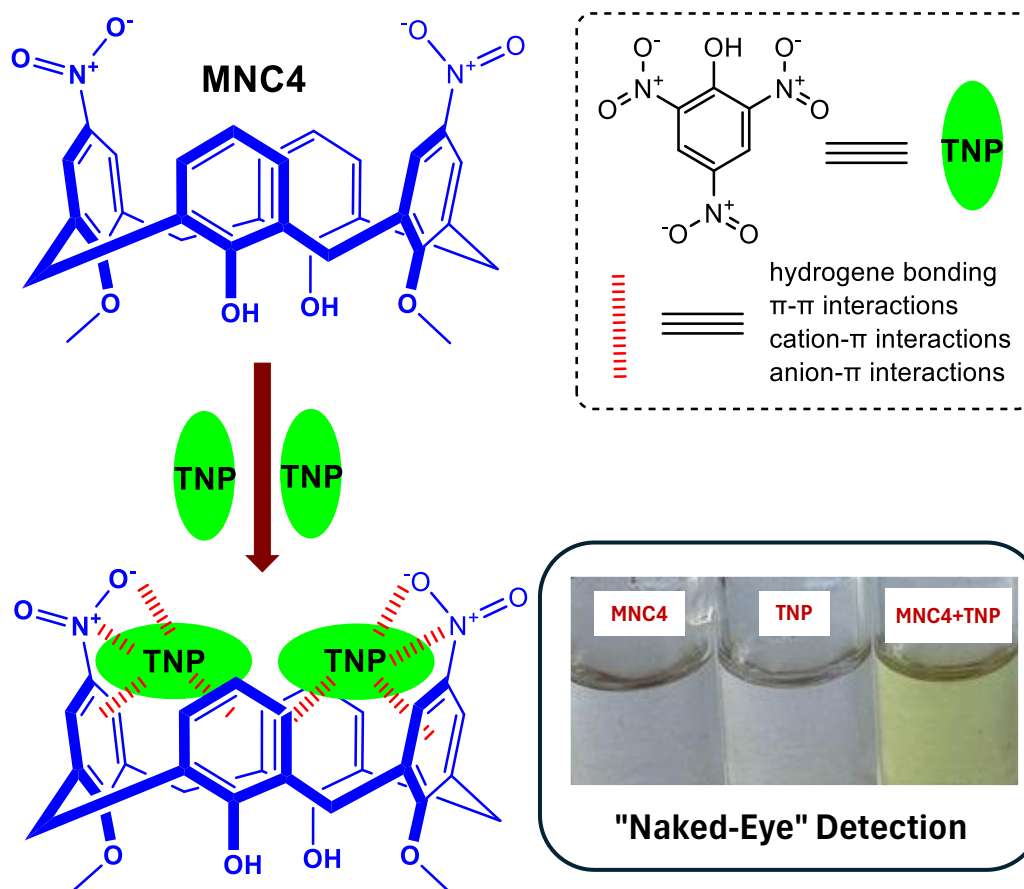 O⁻
⁻O
O
N⁺
MNC4
N⁺
O
O
OH
OH
O
O⁻
OH
O⁻
O
N⁺
N⁺
O
N⁺
⁻O
O
TNP
hydrogene bonding
π-π interactions
cation-π interactions
anion-π interactions
TNP
TNP
O⁻
⁻O
O
N⁺
N⁺
O
TNP
TNP
O
OH
OH
O
MNC4
TNP
MNC4+TNP
"Naked-Eye" Detection